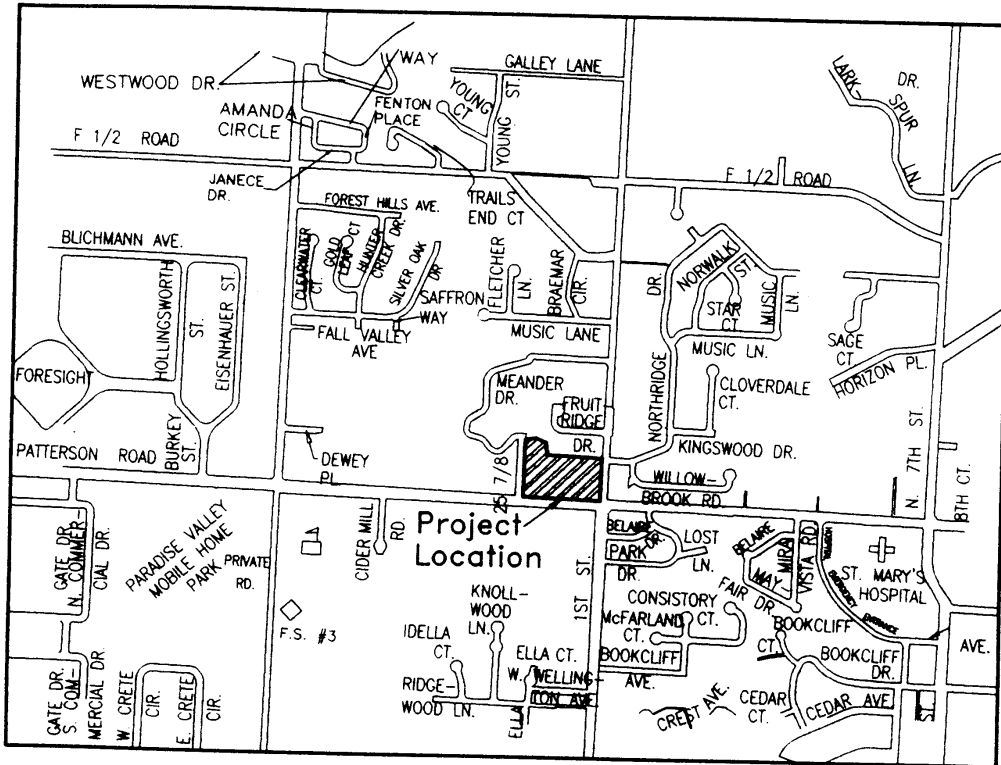 WAY
GALLEY LANE
WESTWOOD DR.
YOUNG
CT
YOUNG
ST.
LARK-
SPUR
LN.
DR.
AMANDA
CIRCLE
FENTON
PLACE
F 1/2 ROAD
JANECE
DR.
TRAILS
END CT
F 1/2 ROAD
FOREST HILLS AVE.
BLICHMANN AVE.
CLEARWATER
CT.
GOLD
LEAF CT
HUNTER
CREEK DR.
SILVER OAK
DR
SAFFRON
WAY
FLETCHER
LN.
BRAEMAR
CIR.
DR.
NORWALK
ST
STAR
CT
MUSIC
LN.
HOLLINGSWORTH
ST.
EISENHAUER ST.
FALL VALLEY
AVE
MUSIC LANE
MUSIC LN.
SAGE
CT
HORIZON PL.
FORESIGHT
MEANDER
DR.
FRUIT
RIDGE
DR.
NORTHRIDGE
CLOVERDALE
CT.
KINGSWOOD DR.
N. 7TH ST.
8TH CT.
BURKEY
ST.
PATTERSON ROAD
DEWEY
PL.
25 7/8
WILLOW-
BROOK RD.
Project
Location
CIDER MILL
RD.
BELAIRE
DR.
PARK
DR.
LOST
LN.
BELAIRE
MIRA
VISTA RD.
MAY
FAIR DR
EMERGENCY
ENTRANCE
ST. MARY'S
HOSPITAL
GATE DR.
N. COMMER-
CIAL DR.
PARADISE VALLEY
MOBILE HOME
PARK
PRIVATE
RD.
F.S. #3
KNOLL-
WOOD
LN.
1ST ST.
CONSISTORY
CT.
McFARLAND
CT.
BOOKCLIFF
AVE.
BOOKCLIFF
CT.
BOOKCLIFF
DR.
AVE.
IDELLA
CT.
ELLA CT.
W. WELLING-
TON AVE.
RIDGE-
WOOD LN.
ELLA
CREST AVE.
CEDAR
CT.
CEDAR AVE
ST.
GATE DR.
S. COM-
MERCIAL DR
W. CRETE
CIR.
E. CRETE
CIR.